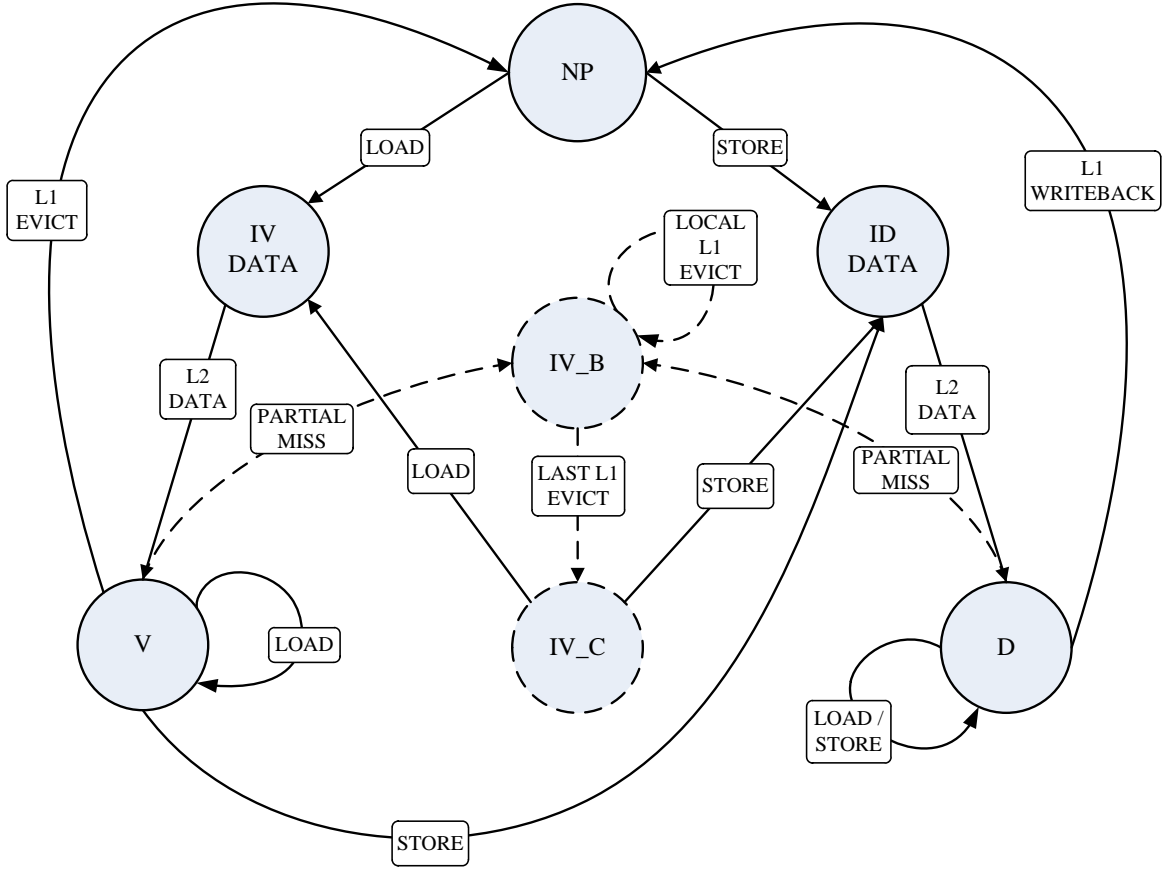 NP
LOAD
STORE
L1
EVICT
L1
WRITEBACK
IV
DATA
LOCAL
L1
EVICT
ID
DATA
IV_B
L2
DATA
L2
DATA
PARTIAL
MISS
LOAD
LAST L1
EVICT
STORE
PARTIAL
MISS
V
LOAD
IV_C
D
LOAD /
STORE
STORE